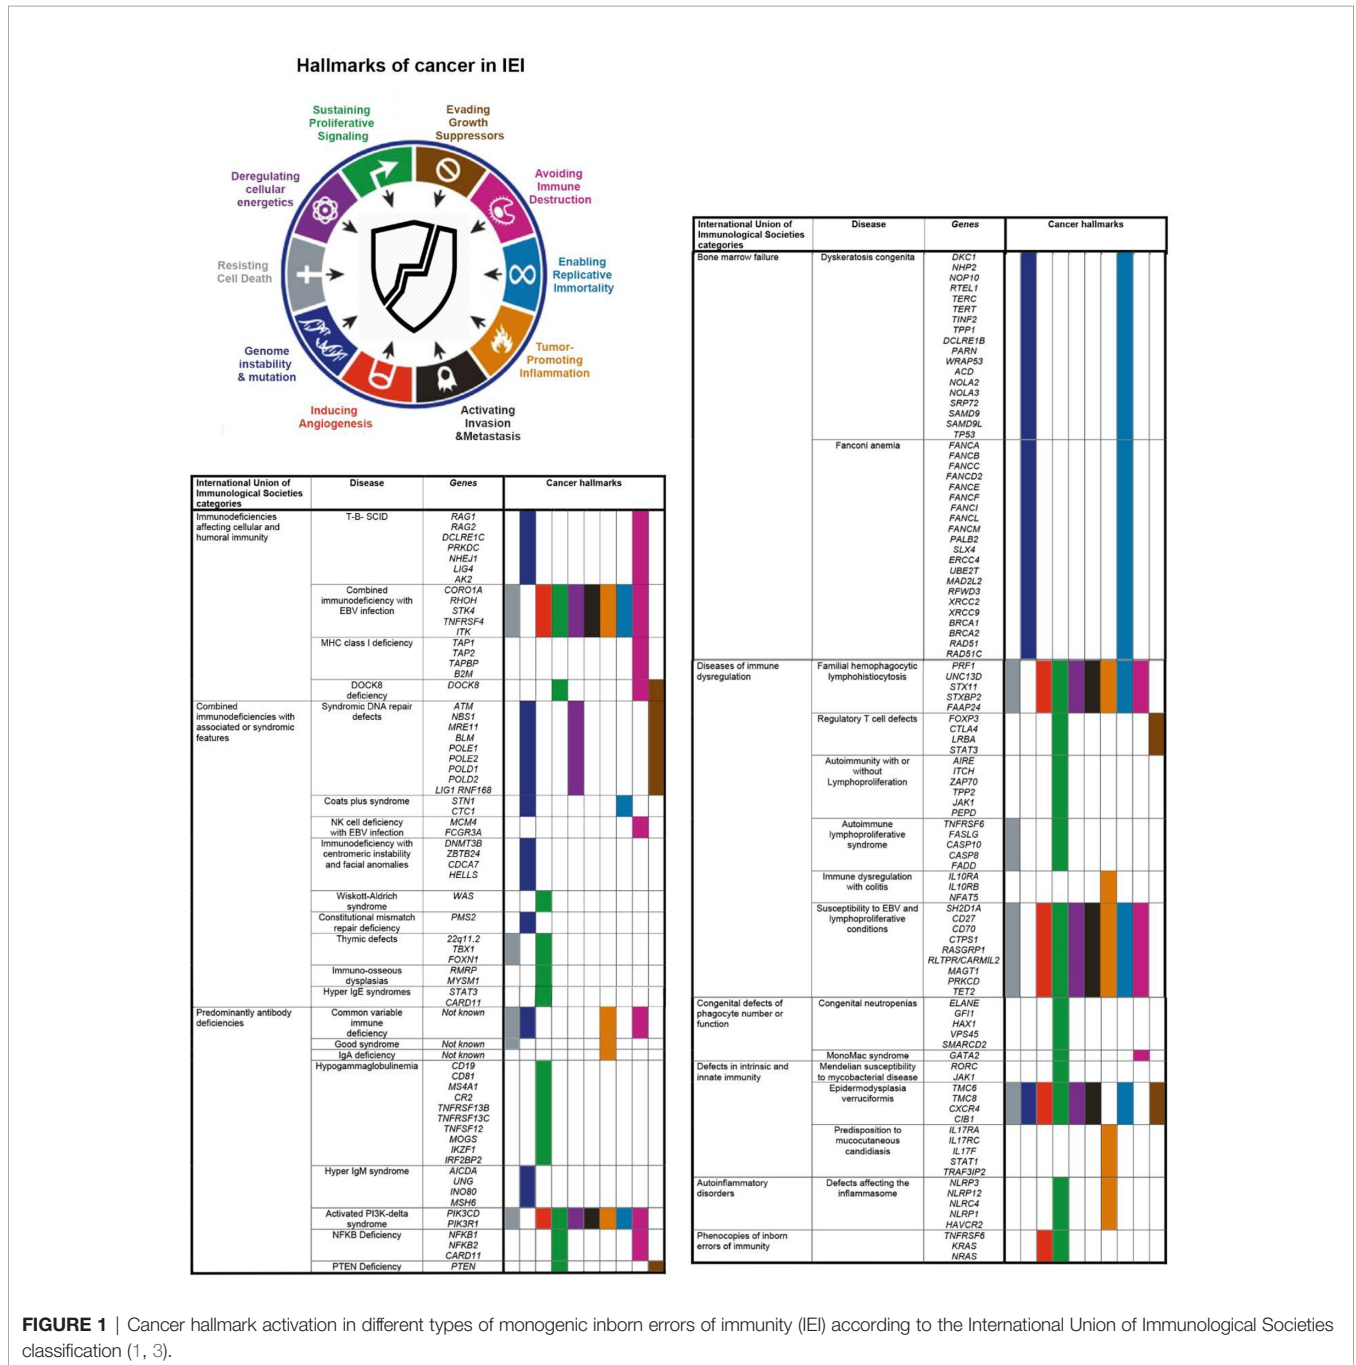 Hallmarks of cancer in IEI
Sustaining
Proliferative
Signaling
Evading
Growth
Suppressors
Deregulating
cellular
energetics
Avoiding
Immune
Destruction
Resisting
Cell Death
Enabling
Replicative
Immortality
Genome
instability
& mutation
Tumor-
Promoting
Inflammation
Inducing
Angiogenesis
Activating
Invasion
&Metastasis
International Union of
Immunological Societies
categories
Disease
Genes
Cancer hallmarks
Immunodeficiencies
affecting cellular and
humoral immunity
T-B- SCID
RAG1
RAG2
DCLRE1C
PRKDC
NHEJ1
LIG4
AK2
Combined
immunodeficiency with
EBV infection
CORO1A
RHOH
STK4
TNFRSF4
ITK
MHC class I deficiency
TAP1
TAP2
TAPBP
B2M
DOCK8
deficiency
DOCK8
Combined
immunodeficiencies with
associated or syndromic
features
Syndromic DNA repair
defects
ATM
NBS1
MRE11
BLM
POLE1
POLE2
POLD1
POLD2
LIG1 RNF168
Coats plus syndrome
STN1
CTC1
NK cell deficiency
with EBV infection
MCM4
FCGR3A
Immunodeficiency with
centromeric instability
and facial anomalies
DNMT3B
ZBTB24
CDCA7
HELLS
Wiskott-Aldrich
syndrome
WAS
Constitutional mismatch
repair deficiency
PMS2
Thymic defects
22q11.2
TBX1
FOXN1
Immuno-osseous
dysplasias
RMRP
MYSM1
Hyper IgE syndromes
STAT3
CARD11
Predominantly antibody
deficiencies
Common variable
immune
deficiency
Not known
Good syndrome
Not known
IgA deficiency
Not known
Hypogammaglobulinemia
CD19
CD81
MS4A1
CR2
TNFRSF13B
TNFRSF13C
TNFSF12
MOGS
IKZF1
IRF2BP2
Hyper IgM syndrome
AICDA
UNG
INO80
MSH6
Activated PI3K-delta
syndrome
PIK3CD
PIK3R1
NFKB Deficiency
NFKB1
NFKB2
CARD11
PTEN Deficiency
PTEN
International Union of
Immunological Societies
categories
Disease
Genes
Cancer hallmarks
Bone marrow failure
Dyskeratosis congenita
DKC1
NHP2
NOP10
RTEL1
TERC
TERT
TINF2
TPP1
DCLRE1B
PARN
WRAP53
ACD
NOLA2
NOLA3
SRP72
SAMD9
SAMD9L
TP53
Fanconi anemia
FANCA
FANCB
FANCC
FANCD2
FANCE
FANCF
FANCI
FANCL
FANCM
PALB2
SLX4
ERCC4
UBE2T
MAD2L2
RFWD3
XRCC2
XRCC9
BRCA1
BRCA2
RAD51
RAD51C
Diseases of immune
dysregulation
Familial hemophagocytic
lymphohistiocytosis
PRF1
UNC13D
STX11
STXBP2
FAAP24
Regulatory T cell defects
FOXP3
CTLA4
LRBA
STAT3
Autoimmunity with or
without
Lymphoproliferation
AIRE
ITCH
ZAP70
TPP2
JAK1
PEPD
Autoimmune
lymphoproliferative
syndrome
TNFRSF6
FASLG
CASP10
CASP8
FADD
Immune dysregulation
with colitis
IL10RA
IL10RB
NFAT5
Susceptibility to EBV and
lymphoproliferative
conditions
SH2D1A
CD27
CD70
CTPS1
RASGRP1
RLTPR/CARMIL2
MAGT1
PRKCD
TET2
Congenital defects of
phagocyte number or
function
Congenital neutropenias
ELANE
GFI1
HAX1
VPS45
SMARCD2
MonoMac syndrome
GATA2
Defects in intrinsic and
innate immunity
Mendelian susceptibility
to mycobacterial disease
RORC
JAK1
Epidermodysplasia
verruciformis
TMC6
TMC8
CXCR4
CIB1
Predisposition to
mucocutaneous
candidiasis
IL17RA
IL17RC
IL17F
STAT1
TRAF3IP2
Autoinflammatory
disorders
Defects affecting the
inflammasome
NLRP3
NLRP12
NLRC4
NLRP1
HAVCR2
Phenocopies of inborn
errors of immunity
TNFRSF6
KRAS
NRAS
FIGURE 1 | Cancer hallmark activation in different types of monogenic inborn errors of immunity (IEI) according to the International Union of Immunological Societies
classification (1, 3).